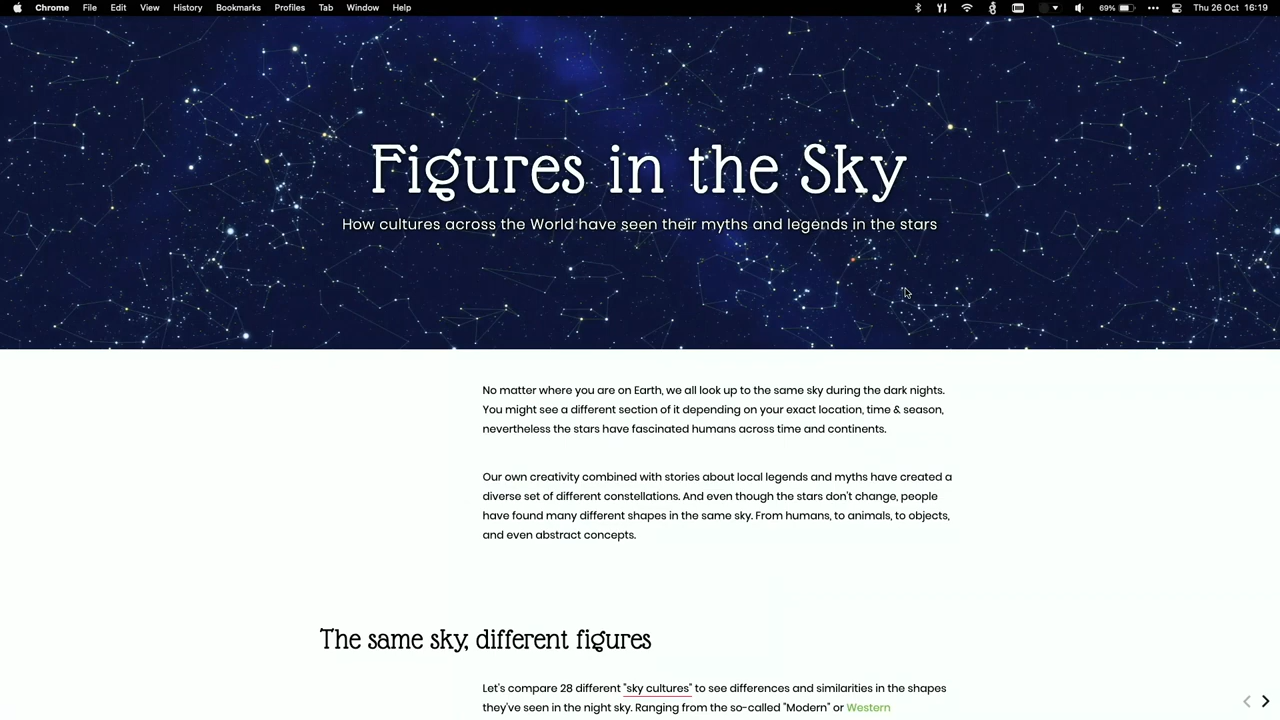 Chrome File Edit View History Bookmarks Profiles Tab Window Help 69% Thu 26 Oct 16:19
Figures in the Sky
How cultures across the World have seen their myths and legends in the stars
No matter where you are on Earth, we all look up to the same sky during the dark nights.
You might see a different section of it depending on your exact location, time & season,
nevertheless the stars have fascinated humans across time and continents.
Our own creativity combined with stories about local legends and myths have created a
diverse set of different constellations. And even though the stars don't change, people
have found many different shapes in the same sky. From humans, to animals, to objects,
and even abstract concepts.
The same sky, different figures
Let's compare 28 different "sky cultures" to see differences and similarities in the shapes
they've seen in the night sky. Ranging from the so-called "Modern" or Western